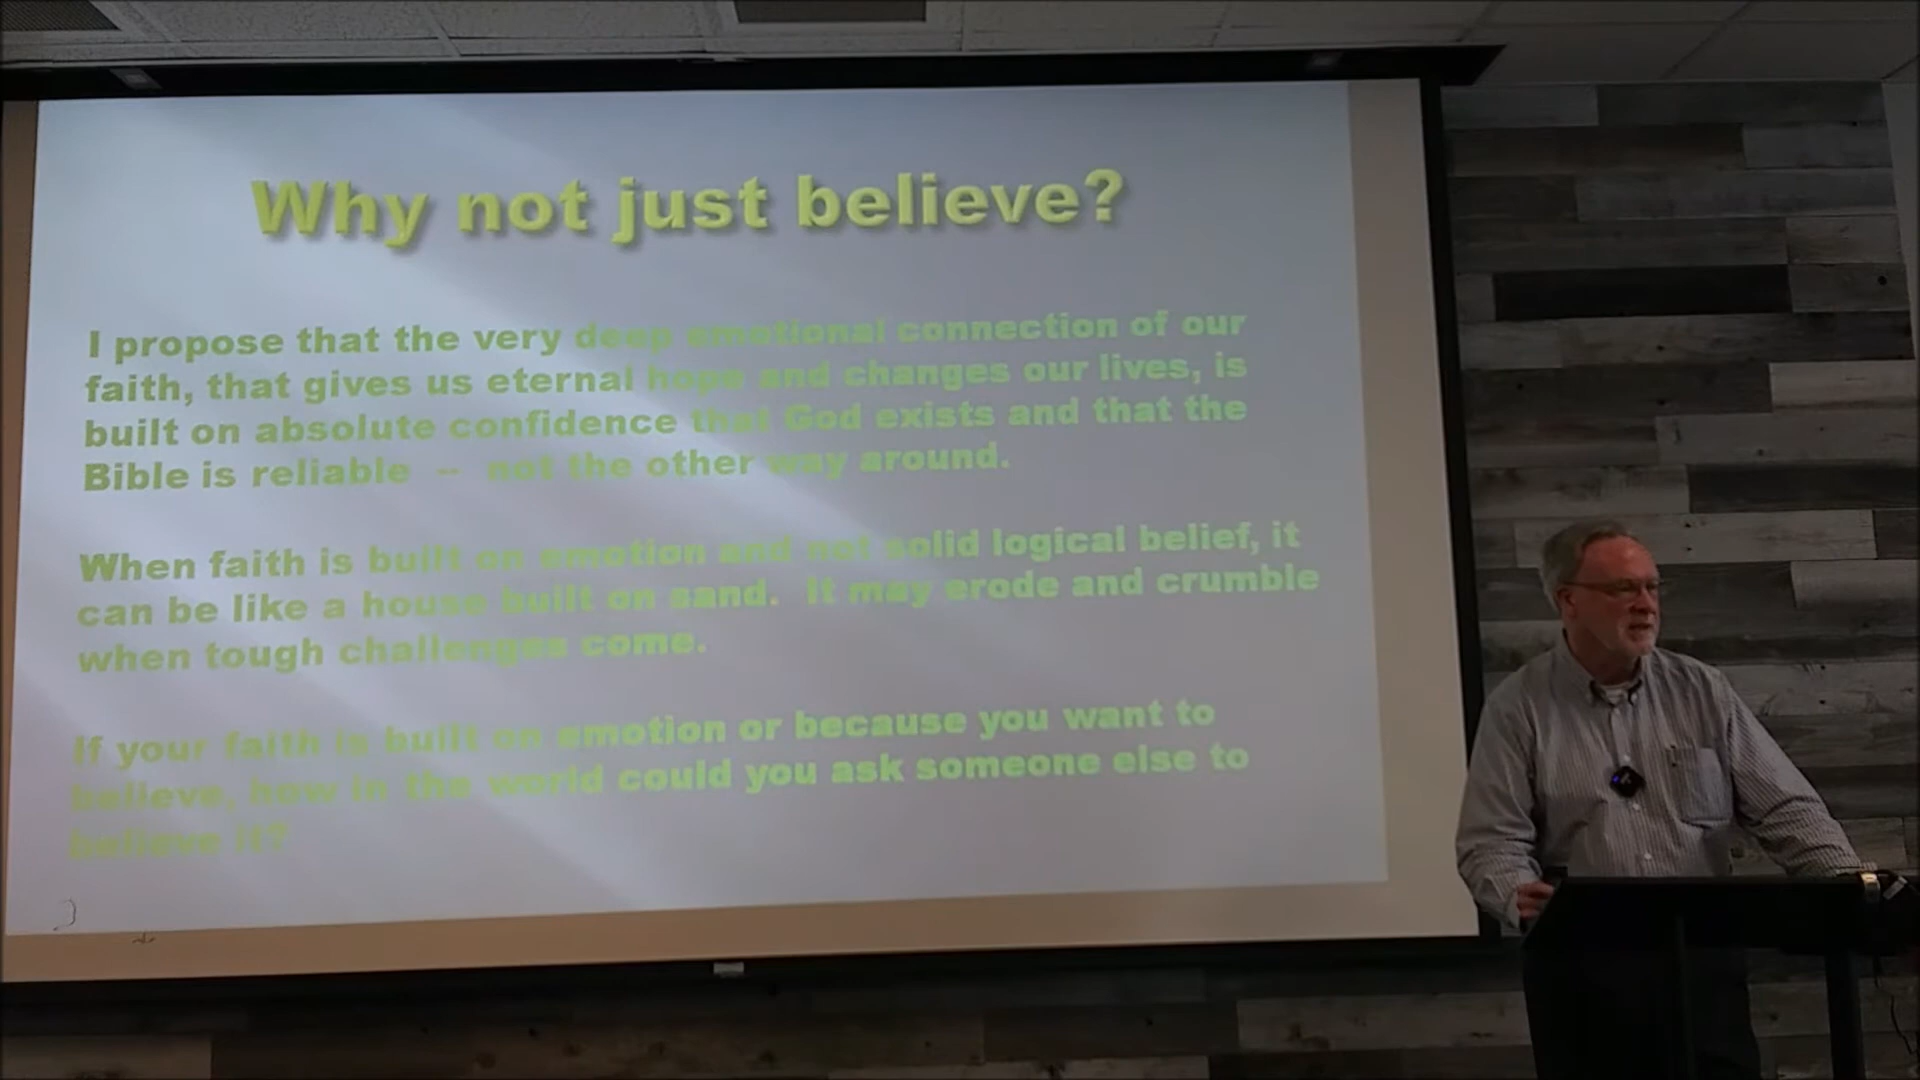 Why not just believe?
I propose that the very deep emotional connection of our
faith, that gives us eternal hope and changes our lives, is
built on absolute confidence that God exists and that the
Bible is reliable -- not the other way around.
When faith is built on emotion and not solid logical belief, it
can be like a house built on sand. It may erode and crumble
when tough challenges come.
If your faith is built on emotion or because you want to
believe, how in the world could you ask someone else to
believe it?